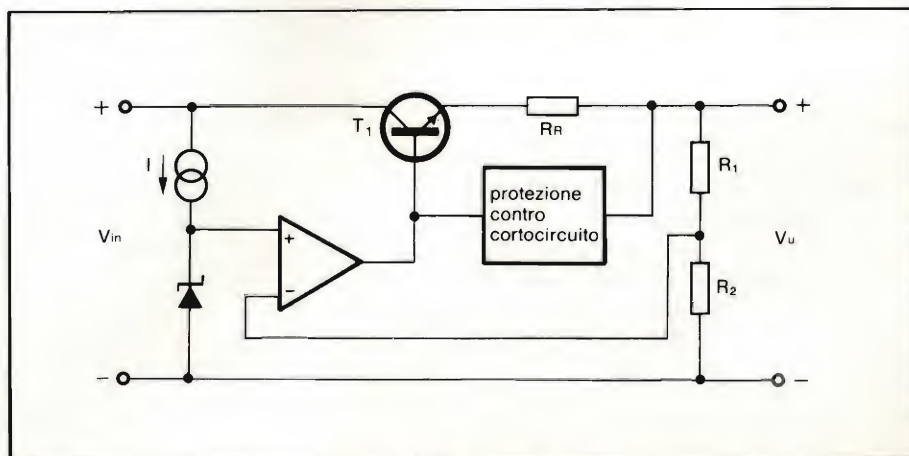 +
T1
RR
+
I
R1
protezione
contro
cortocircuito
Vin
+
Vu
−
R2
−
−